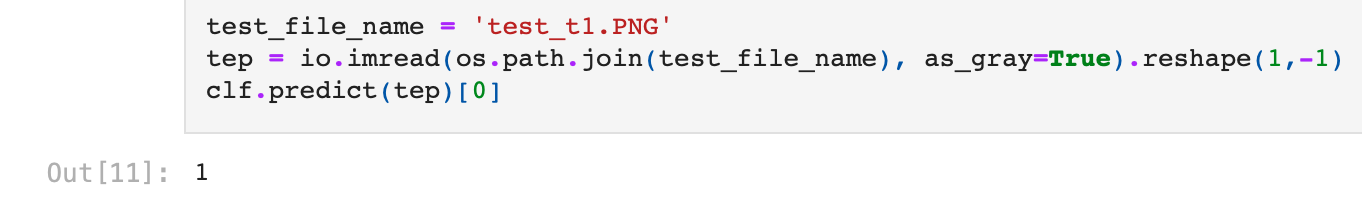 test_file_name = 'test_t1.PNG'
tep = io.imread(os.path.join(test_file_name), as_gray=True).reshape(1,-1)
clf.predict(tep)[0]
Out[11]: 1